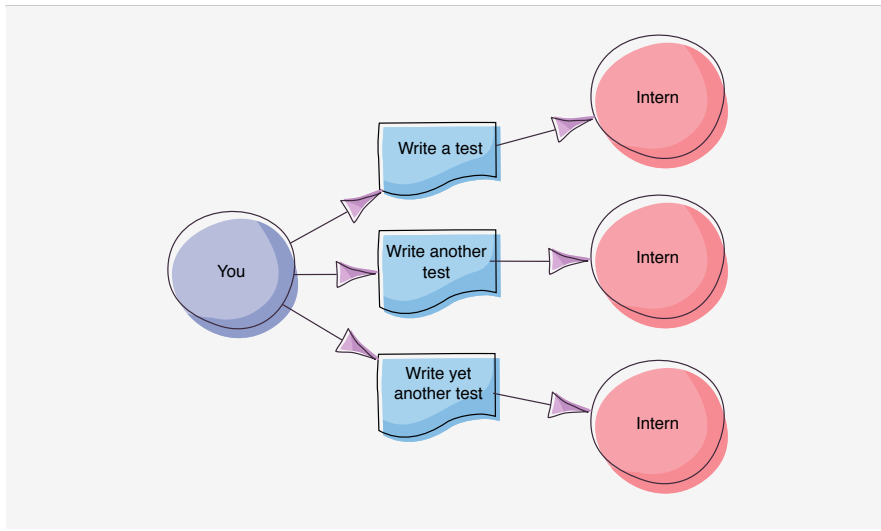 Intern
Write a test
Write another
test
Intern
You
Write yet
another test
Intern